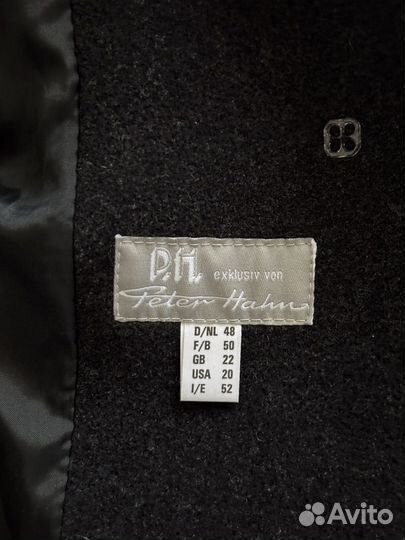 P.H. exklusiv von
Peter Hahn
D/NL 48
F/B 50
GB 22
USA 20
I/E 52
Avito